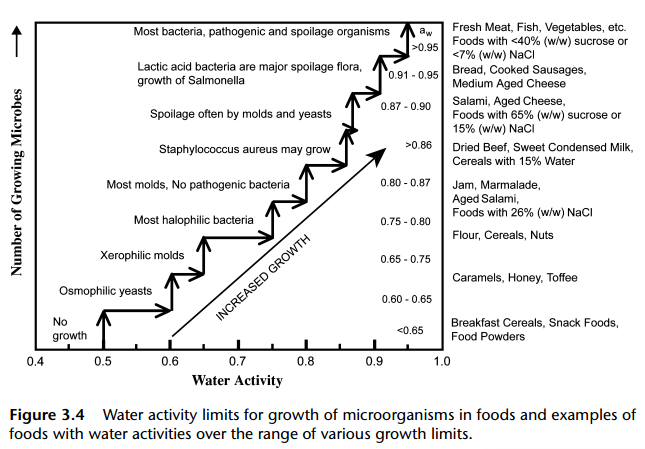 Most bacteria, pathogenic and spoilage organisms
aw
>0.95
Fresh Meat, Fish, Vegetables, etc.
Foods with <40% (w/w) sucrose or
<7% (w/w) NaCl
Lactic acid bacteria are major spoilage flora,
growth of Salmonella
0.91 - 0.95
Bread, Cooked Sausages,
Medium Aged Cheese
Spoilage often by molds and yeasts
0.87 - 0.90
Salami, Aged Cheese,
Foods with 65% (w/w) sucrose or
15% (w/w) NaCl
Staphylococcus aureus may grow
>0.86
Dried Beef, Sweet Condensed Milk,
Cereals with 15% Water
Most molds, No pathogenic bacteria
0.80 - 0.87
Jam, Marmalade,
Aged Salami,
Foods with 26% (w/w) NaCl
Most halophilic bacteria
0.75 - 0.80
Flour, Cereals, Nuts
Xerophilic molds
0.65 - 0.75
Caramels, Honey, Toffee
Osmophilic yeasts
0.60 - 0.65
No
growth
<0.65
Breakfast Cereals, Snack Foods,
Food Powders
INCREASED GROWTH
Number of Growing Microbes
0.4 0.5 0.6 0.7 0.8 0.9 1.0
Water Activity
Figure 3.4 Water activity limits for growth of microorganisms in foods and examples of
foods with water activities over the range of various growth limits.